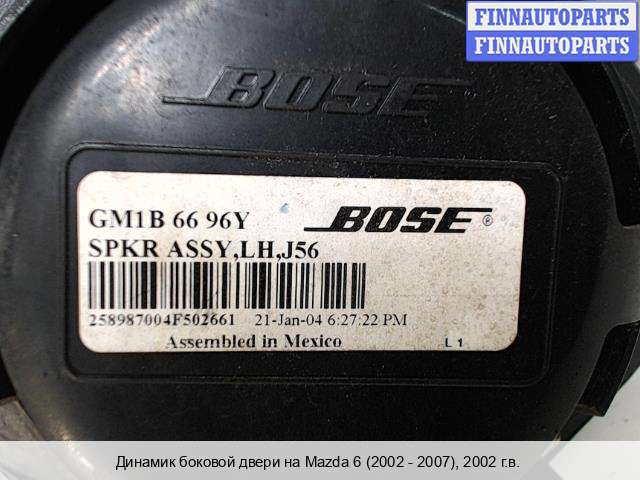 FINNAUTOPARTS
FINNAUTOPARTS
BOSE
GM1B 66 96Y BOSE ®
SPKR ASSY,LH,J56
258987004F502661 21-Jan-04 6:27:22 PM
Assembled in Mexico L 1
Динамик боковой двери на Mazda 6 (2002 - 2007), 2002 г.в.